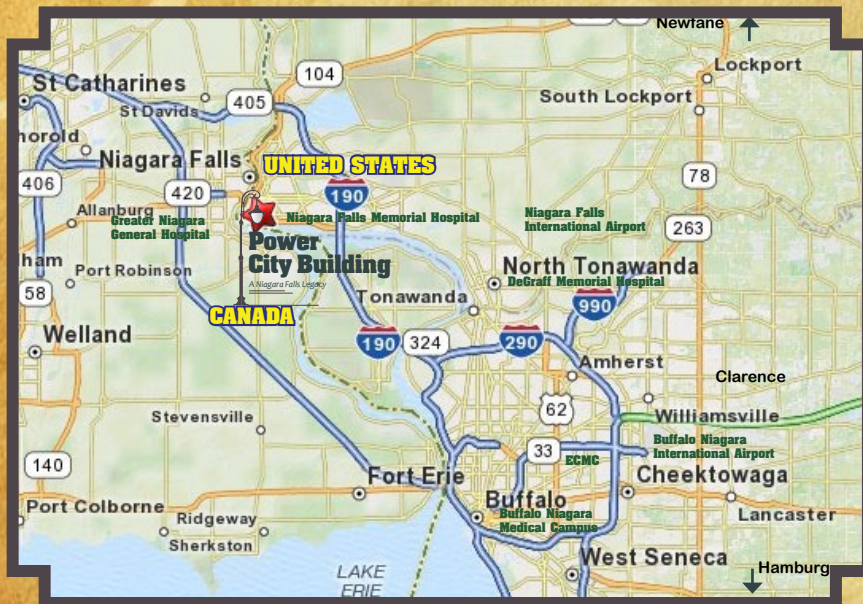 Newfane
Lockport
104
St Catharines
405
South Lockport
St Davids
horold
Niagara Falls
UNITED STATES
406
420
190
78
Allanburg
Greater Niagara
General Hospital
Niagara Falls Memorial Hospital
Niagara Falls
International Airport
263
Power
City Building
A Niagara Falls Legacy
ham
Port Robinson
North Tonawanda
DeGraff Memorial Hospital
58
Tonawanda
990
CANADA
Welland
190
324
290
Amherst
Clarence
62
Stevensville
Williamsville
33
ECMC
Buffalo Niagara
International Airport
140
Fort Erie
Cheektowaga
Port Colborne
Buffalo
Buffalo Niagara
Medical Campus
Lancaster
Ridgeway
Sherkston
West Seneca
Hamburg
LAKE
ERIE